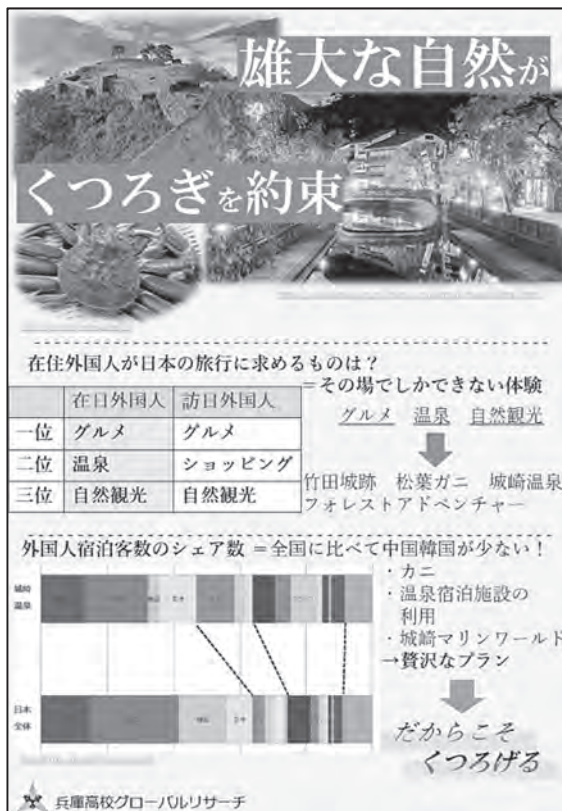 雄大な自然が
くつろぎを約束
在住外国人が日本の旅行に求めるものは？
在日外国人 訪日外国人
一位 グルメ グルメ
二位 温泉 ショッピング
三位 自然観光 自然観光
＝その場でしかできない体験
グルメ 温泉 自然観光
竹田城跡 松葉ガニ 城崎温泉
フォレストアドベンチャー
外国人宿泊客数のシェア数 ＝全国に比べて中国韓国が少ない！
城崎
温泉
日本
全体
・カニ
・温泉宿泊施設の
利用
・城崎マリンワールド
→贅沢なプラン
だからこそ
くつろげる
兵庫高校グローバルリサーチ